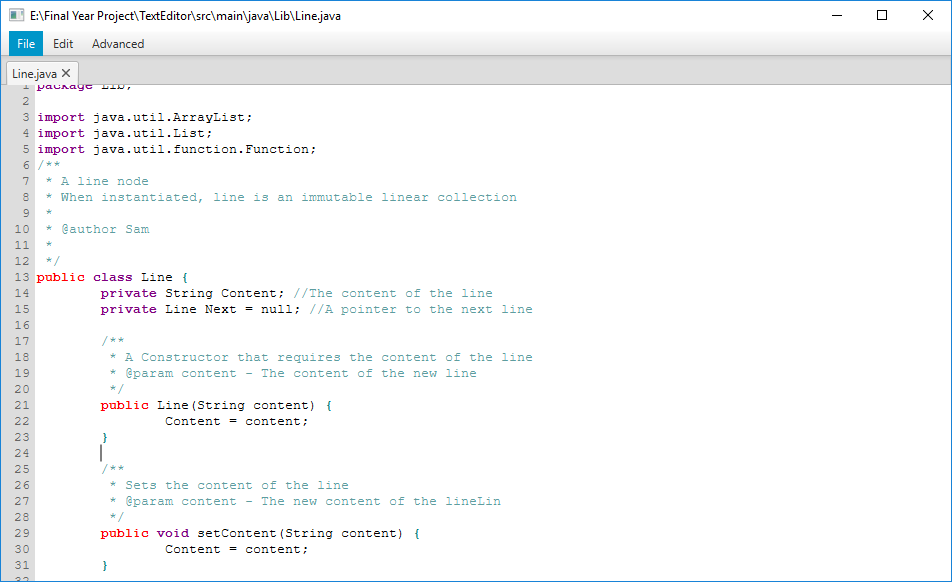 E:\Final Year Project\TextEditor\src\main\java\Lib\Line.java
File Edit Advanced
Line.java
1 package Lib;
2
3 import java.util.ArrayList;
4 import java.util.List;
5 import java.util.function.Function;
6 /**
7 * A line node
8 * When instantiated, line is an immutable linear collection
9 *
10 * @author Sam
11 *
12 */
13 public class Line {
14 private String Content; //The content of the line
15 private Line Next = null; //A pointer to the next line
16
17 /**
18 * A Constructor that requires the content of the line
19 * @param content - The content of the new line
20 */
21 public Line(String content) {
22 Content = content;
23 }
24
25 /**
26 * Sets the content of the line
27 * @param content - The new content of the lineLin
28 */
29 public void setContent(String content) {
30 Content = content;
31 }
32